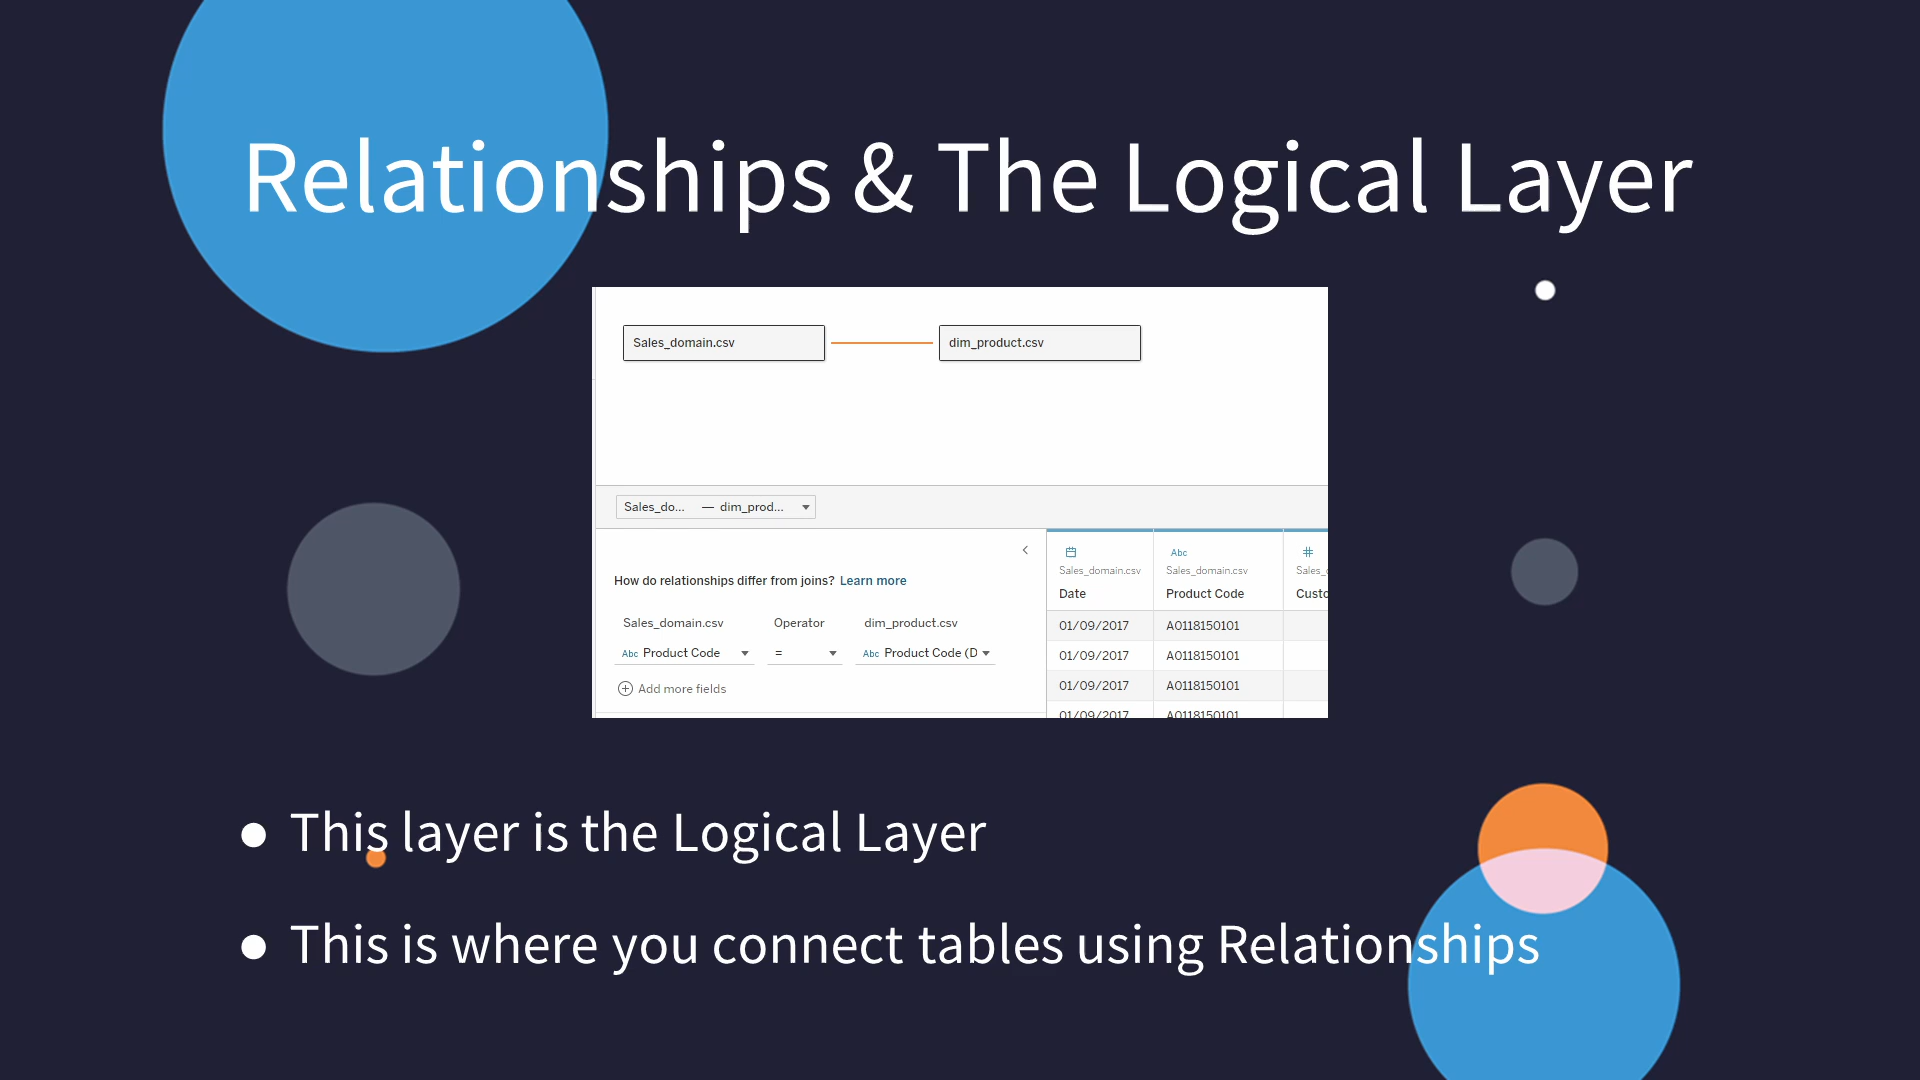 Relationships & The Logical Layer
Sales_domain.csv
dim_product.csv
Sales_do... — dim_prod...
How do relationships differ from joins? Learn more
Sales_domain.csv Operator dim_product.csv
Abc Product Code = Abc Product Code (D
Add more fields
Abc #
Sales_domain.csv Sales_domain.csv Sales_c
Date Product Code Custo
01/09/2017 A0118150101
01/09/2017 A0118150101
01/09/2017 A0118150101
01/09/2017 A0118150101
● This layer is the Logical Layer
● This is where you connect tables using Relationships